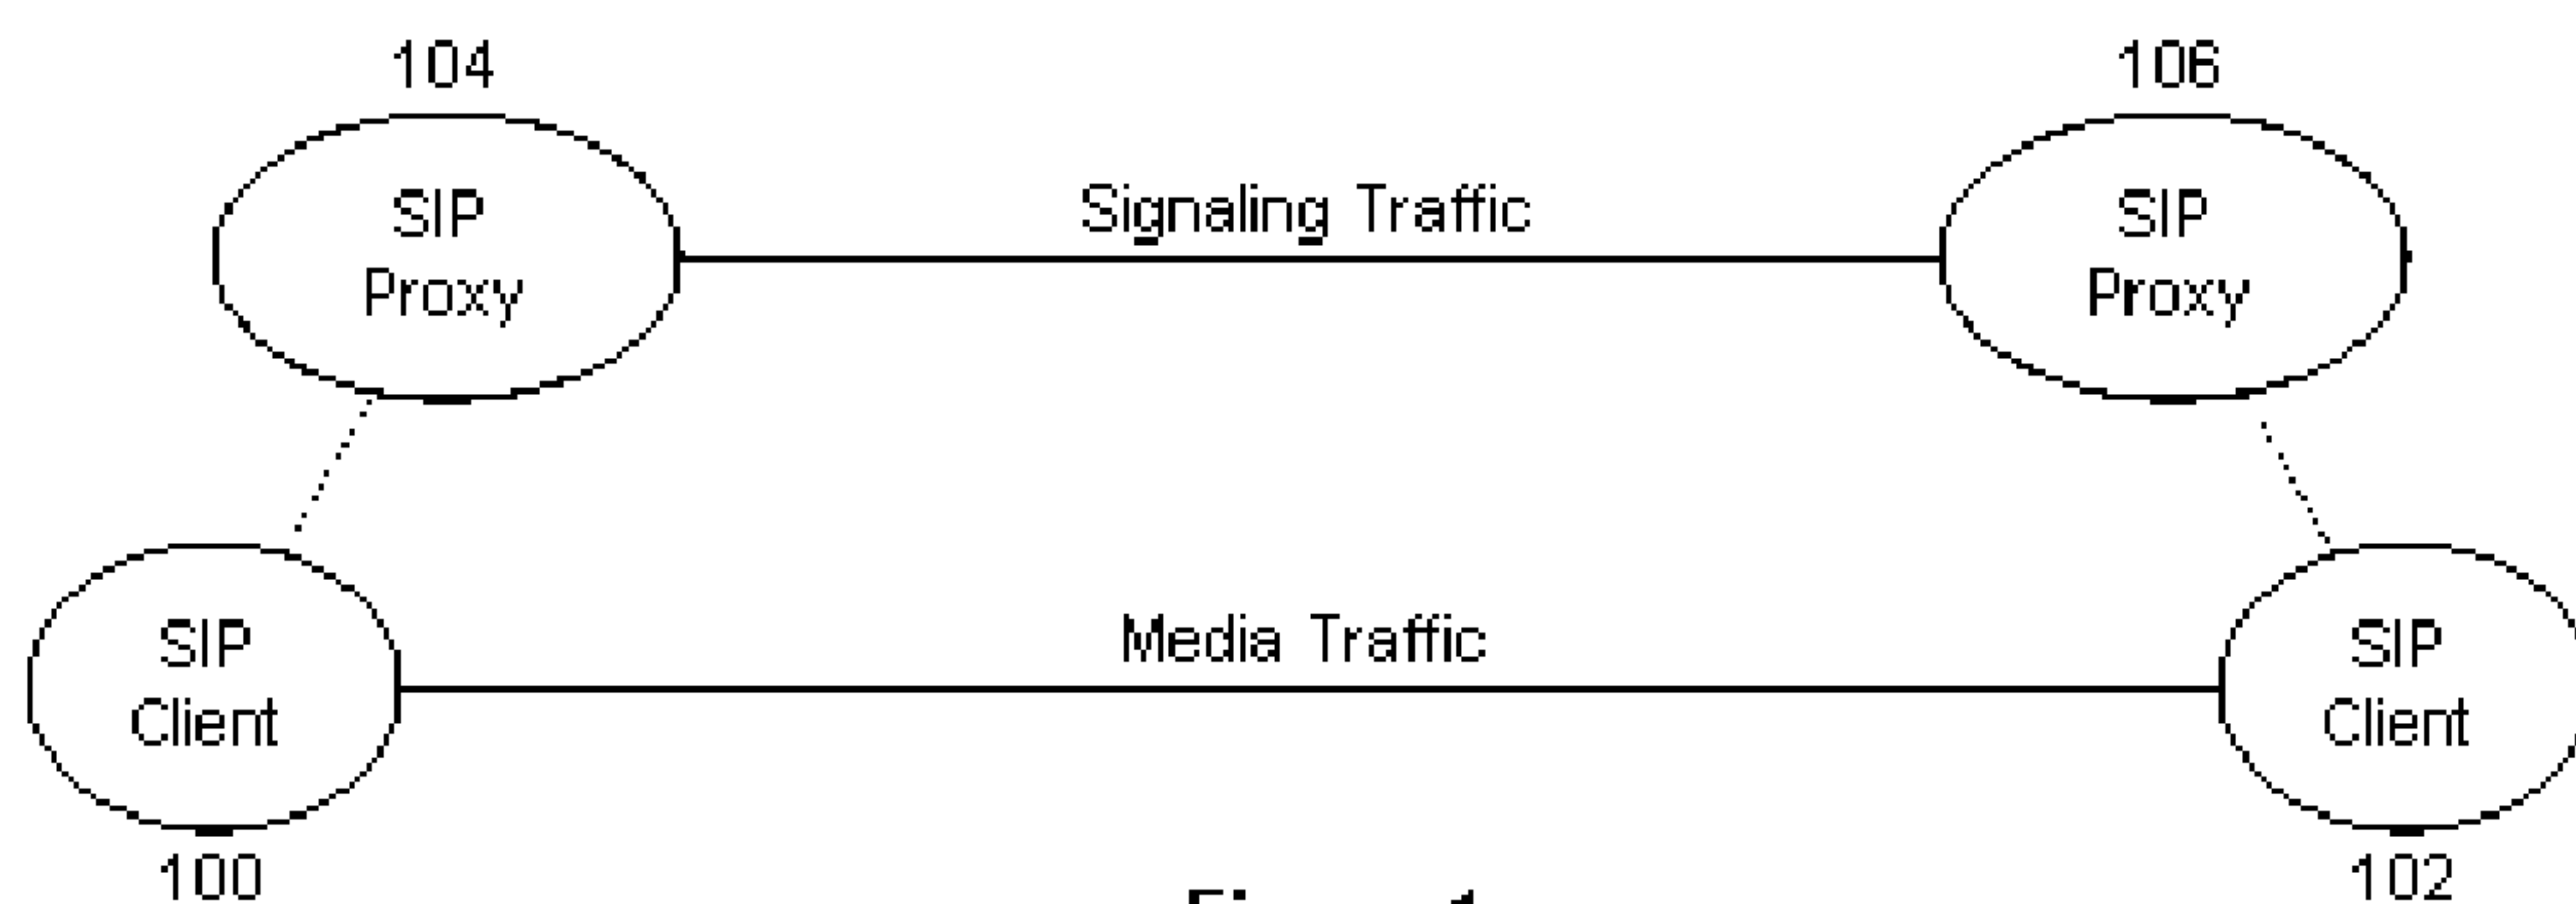 104
106
SIP
Proxy
Signaling Traffic
SIP
Proxy
SIP
Client
Media Traffic
SIP
Client
100
102